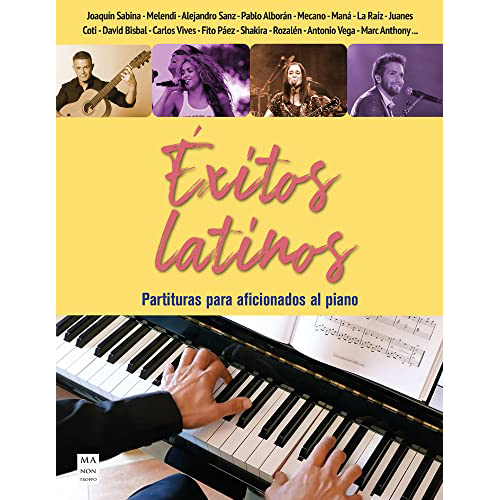 Joaquín Sabina - Melendi - Alejandro Sanz - Pablo Alborán - Mecano - Maná - La Raíz - Juanes
Coti - David Bisbal - Carlos Vives - Fito Páez - Shakira - Rozalén - Antonio Vega - Marc Anthony...
Éxitos
latinos
Partituras para aficionados al piano
MA
NON
TROPPO